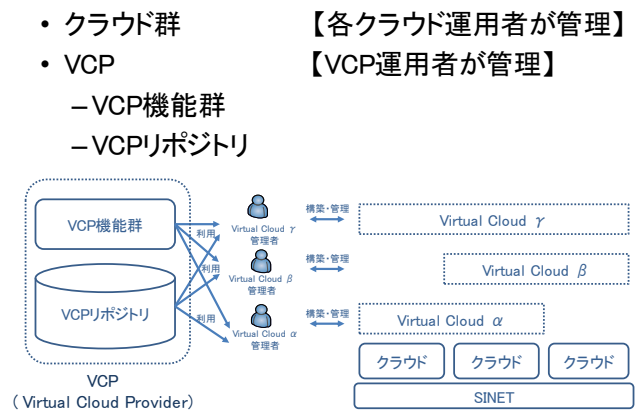 • クラウド群 【各クラウド運用者が管理】
• VCP 【VCP運用者が管理】
–VCP機能群
–VCPリポジトリ
VCP機能群
VCPリポジトリ
VCP
( Virtual Cloud Provider)
利用
利用
利用
Virtual Cloud γ
管理者
Virtual Cloud β
管理者
Virtual Cloud α
管理者
構築・管理
構築・管理
構築・管理
Virtual Cloud γ
Virtual Cloud β
Virtual Cloud α
クラウド
クラウド
クラウド
SINET